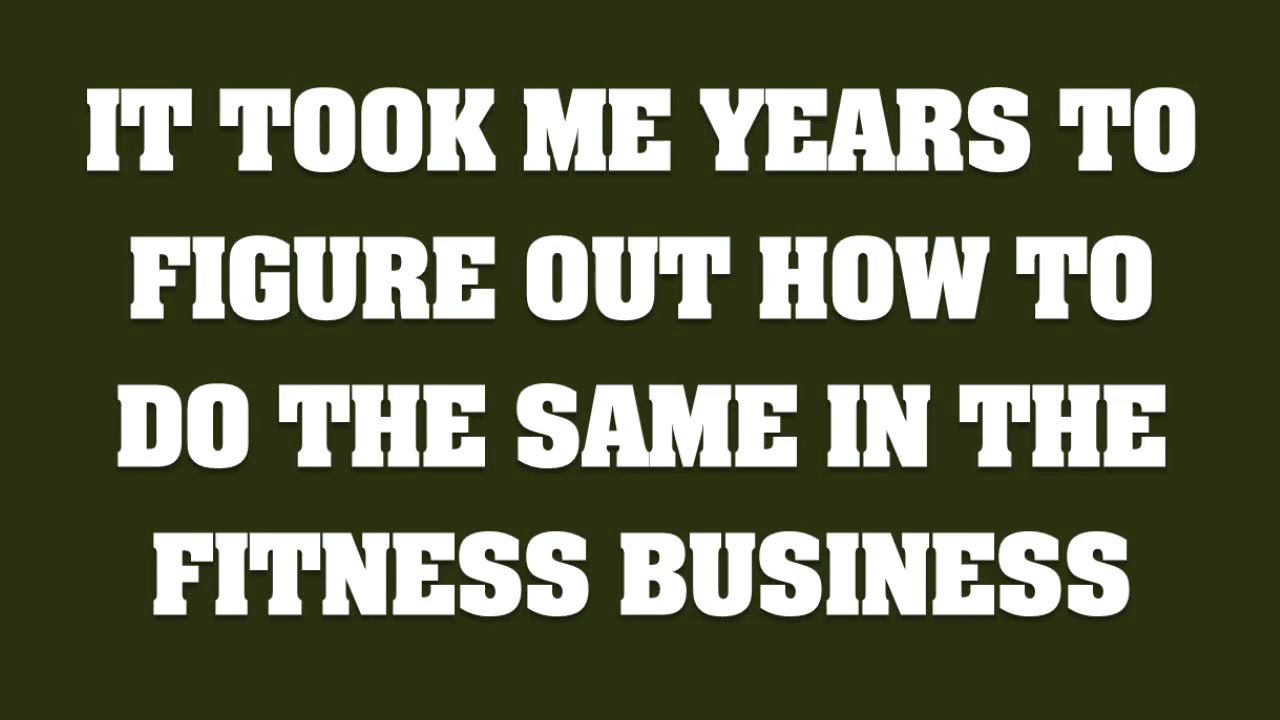 IT TOOK ME YEARS TO
FIGURE OUT HOW TO
DO THE SAME IN THE
FITNESS BUSINESS